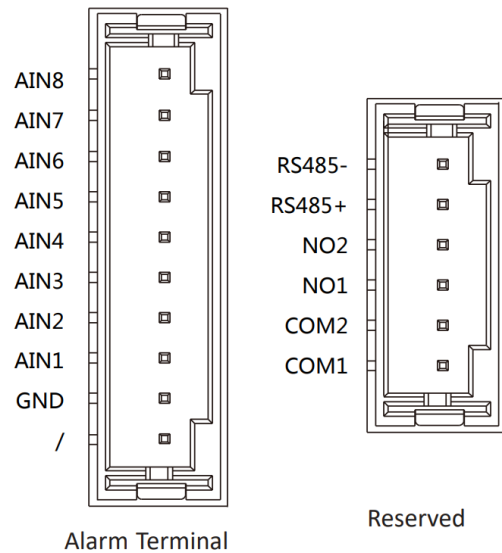 AIN8
AIN7
AIN6
AIN5
AIN4
AIN3
AIN2
AIN1
GND
/
Alarm Terminal
RS485-
RS485+
NO2
NO1
COM2
COM1
Reserved